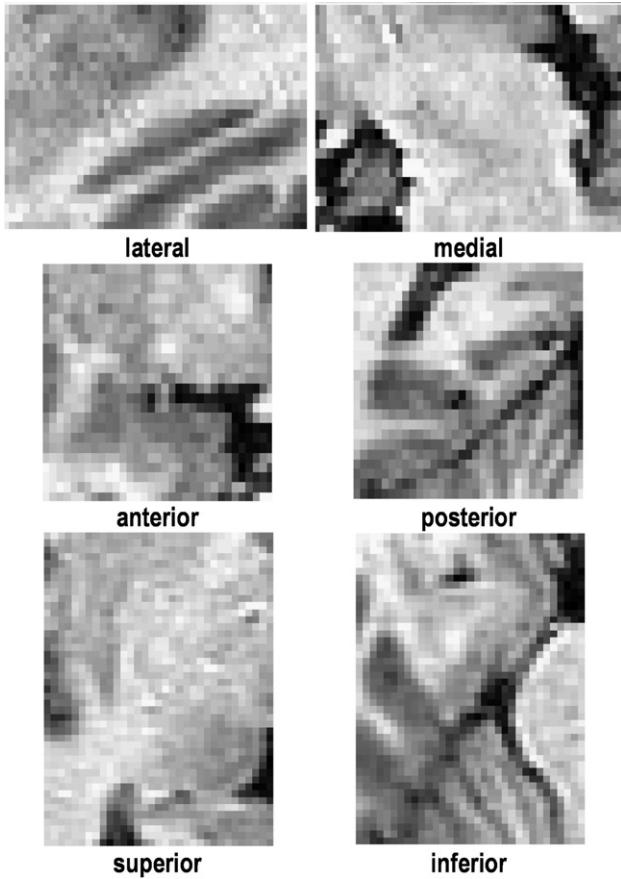 lateral
medial
anterior
posterior
superior
inferior